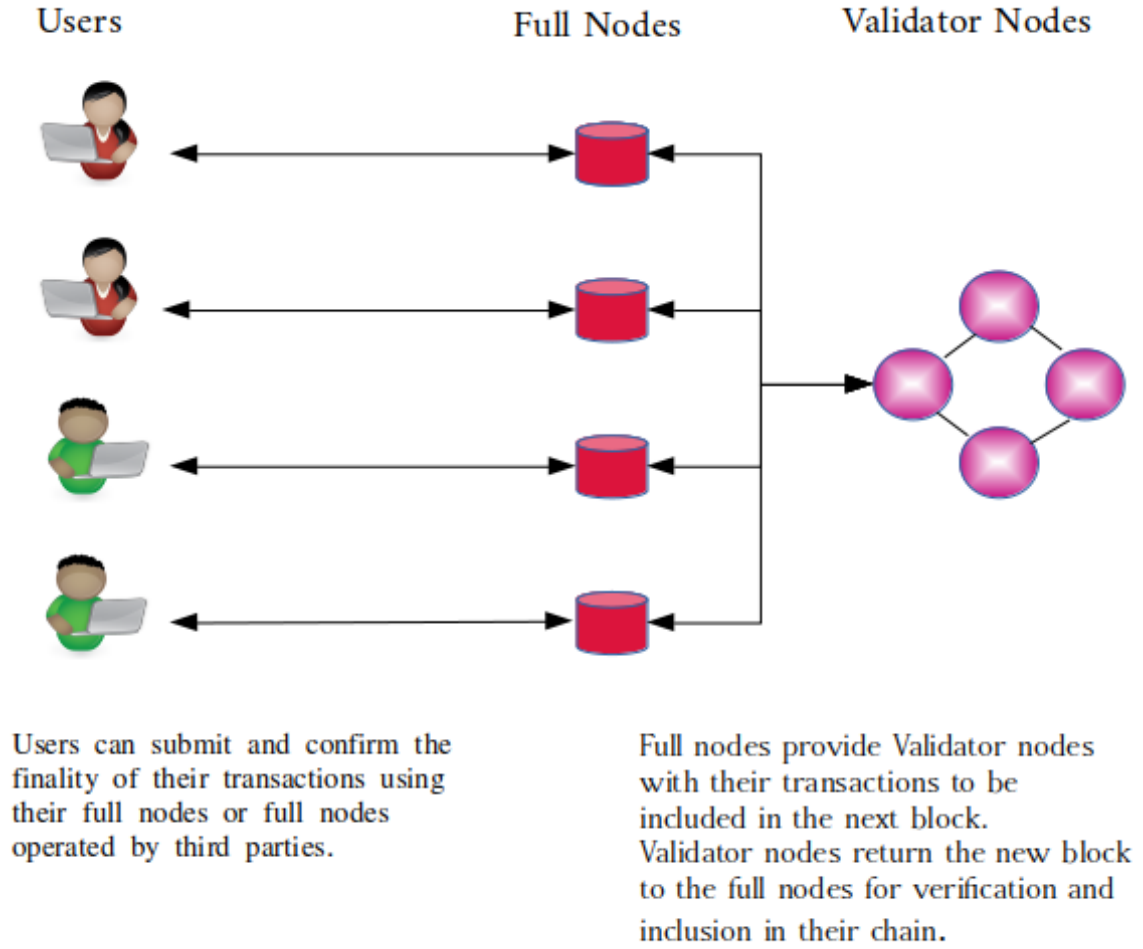 Users
Full Nodes
Validator Nodes
Users can submit and confirm the
finality of their transactions using
their full nodes or full nodes
operated by third parties.
Full nodes provide Validator nodes
with their transactions to be
included in the next block.
Validator nodes return the new block
to the full nodes for verification and
inclusion in their chain.